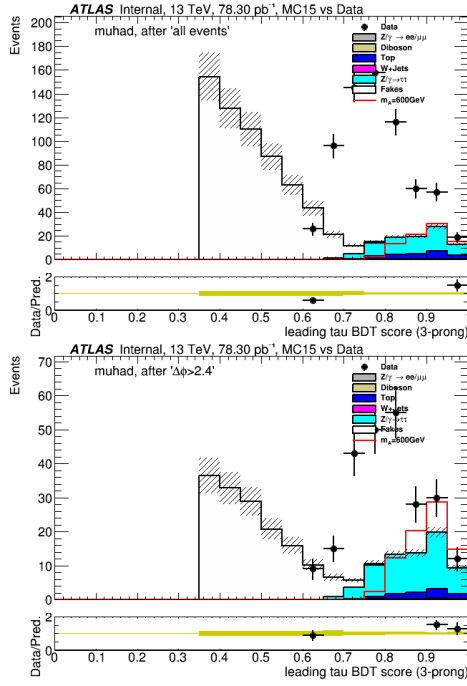 ATLAS Internal, 13 TeV, 78.30 pb⁻¹, MC15 vs Data
Events
muhad, after 'all events'
Data
Z/γ → ee/μμ
Diboson
Top
W+Jets
Z/γ→ττ
Fakes
m_A=600GeV
200
180
160
140
120
100
80
60
40
20
0
Data/Pred.
2
0
0 0.1 0.2 0.3 0.4 0.5 0.6 0.7 0.8 0.9
leading tau BDT score (3-prong)
ATLAS Internal, 13 TeV, 78.30 pb⁻¹, MC15 vs Data
Events
muhad, after 'Δϕ>2.4'
Data
Z/γ → ee/μμ
Diboson
Top
W+Jets
Z/γ→ττ
Fakes
m_A=600GeV
70
60
50
40
30
20
10
0
Data/Pred.
2
0
0 0.1 0.2 0.3 0.4 0.5 0.6 0.7 0.8 0.9
leading tau BDT score (3-prong)